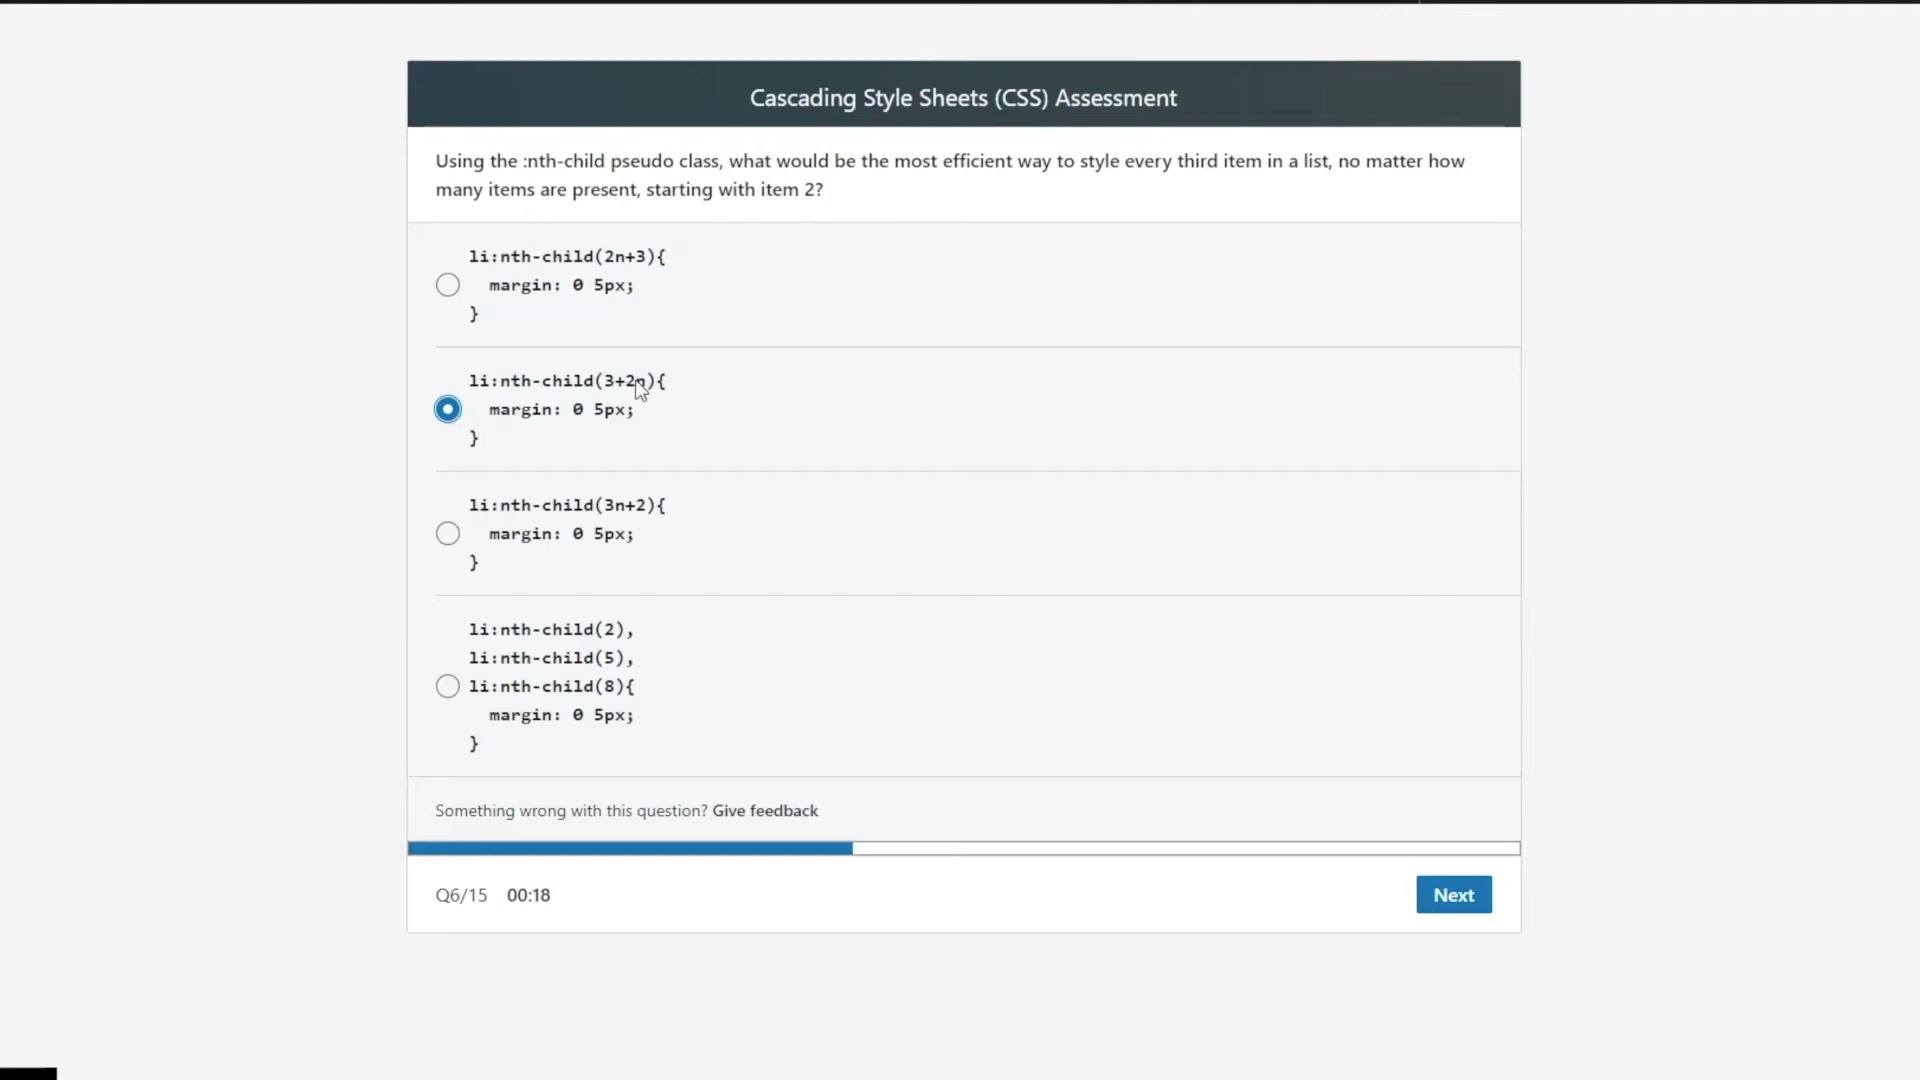 Cascading Style Sheets (CSS) Assessment
Using the :nth-child pseudo class, what would be the most efficient way to style every third item in a list, no matter how
many items are present, starting with item 2?
li:nth-child(2n+3){
margin: 0 5px;
}
li:nth-child(3+2n){
margin: 0 5px;
}
li:nth-child(3n+2){
margin: 0 5px;
}
li:nth-child(2),
li:nth-child(5),
li:nth-child(8){
margin: 0 5px;
}
Something wrong with this question? Give feedback
Q6/15 00:18
Next